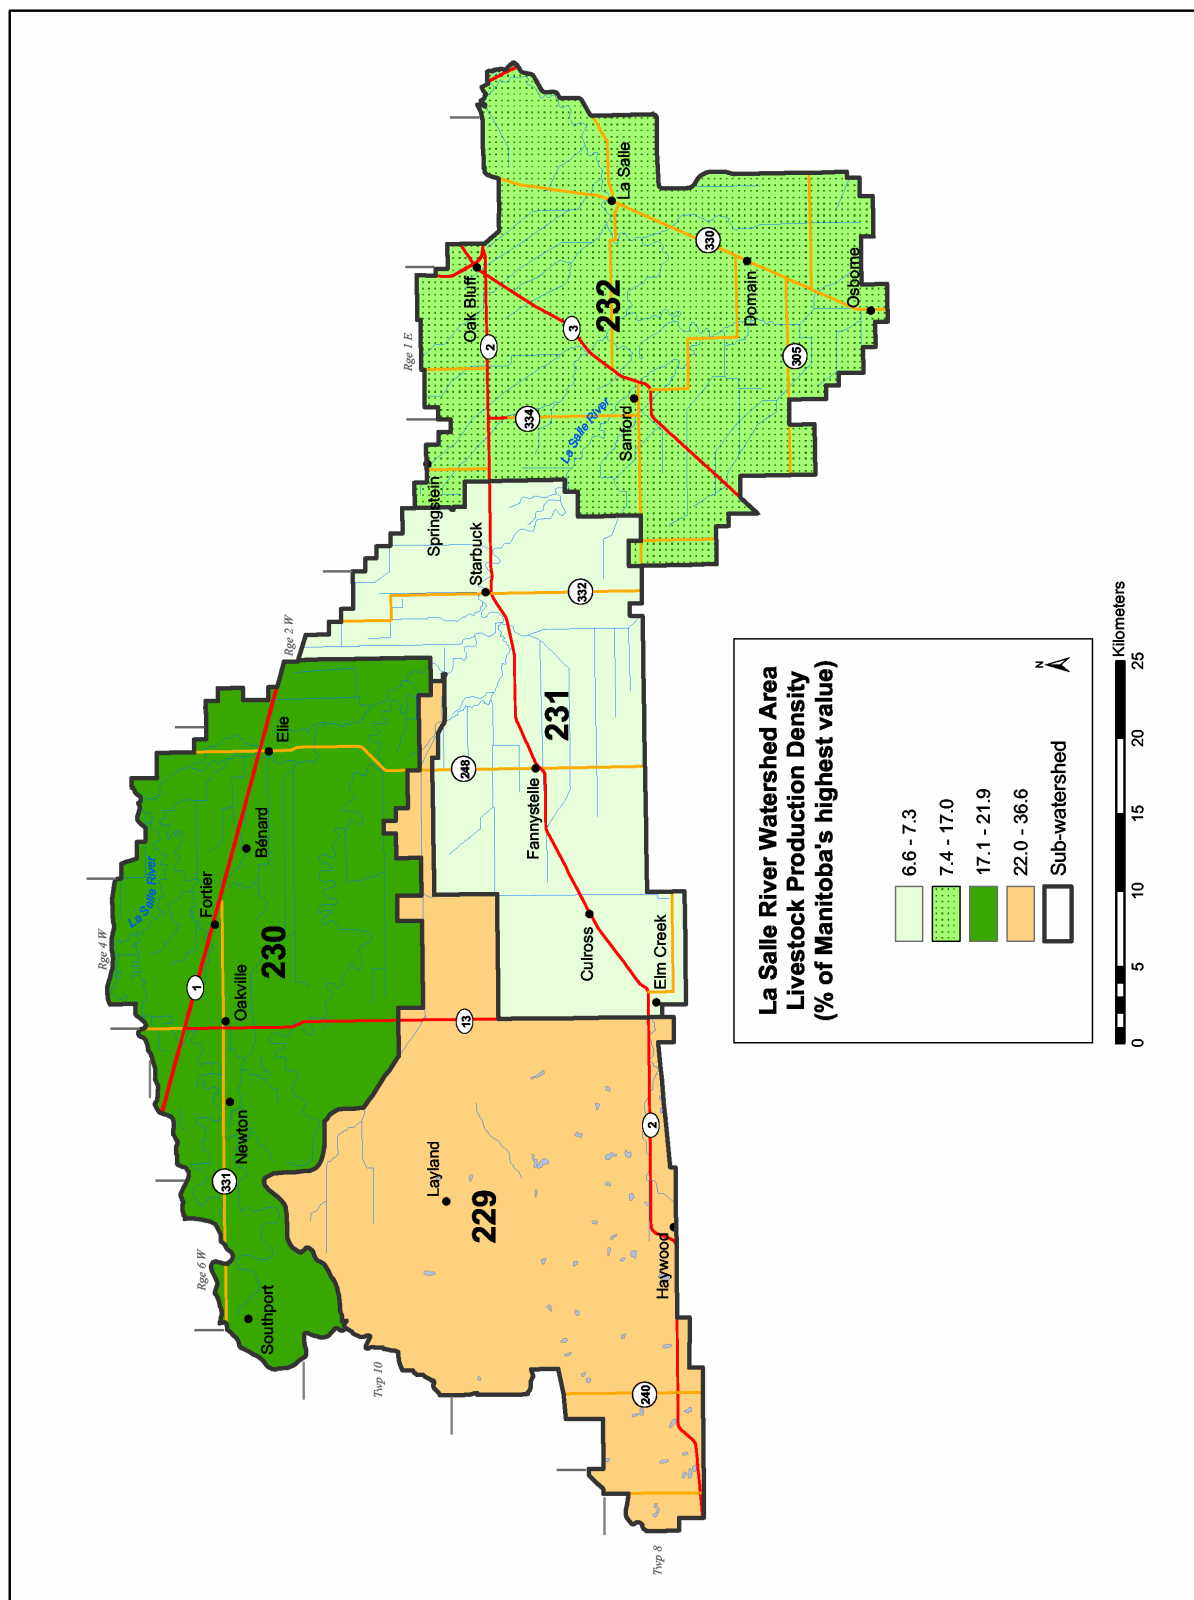 Rge 6 W
Rge 4 W
Rge 2 W
Rge 1 E
Twp 10
Twp 8
La Salle River
La Salle River
Southport
Newton
Oakville
Fortier
Bénard
Elie
331
1
13
248
230
Layland
229
Haywood
240
2
Elm Creek
Culross
Fannystelle
231
Starbuck
332
Springstein
334
2
Oak Bluff
3
232
Sanford
La Salle
330
Domain
305
Osborne
La Salle River Watershed Area
Livestock Production Density
(% of Manitoba's highest value)
6.6 - 7.3
7.4 - 17.0
17.1 - 21.9
22.0 - 36.6
Sub-watershed
N
0 5 10 15 20 25
Kilometers